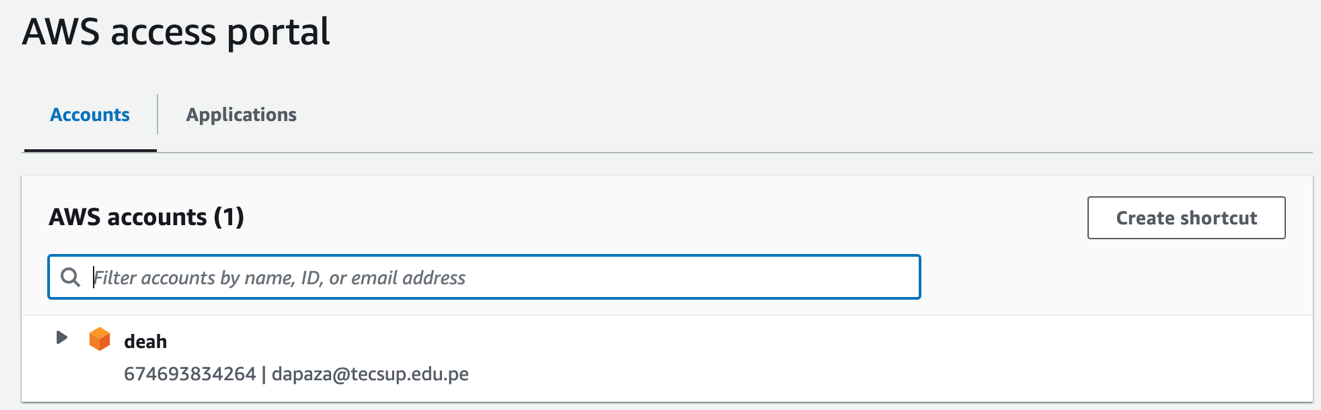 AWS access portal
Accounts
Applications
AWS accounts (1)
Create shortcut
Filter accounts by name, ID, or email address
deah
674693834264 | dapaza@tecsup.edu.pe